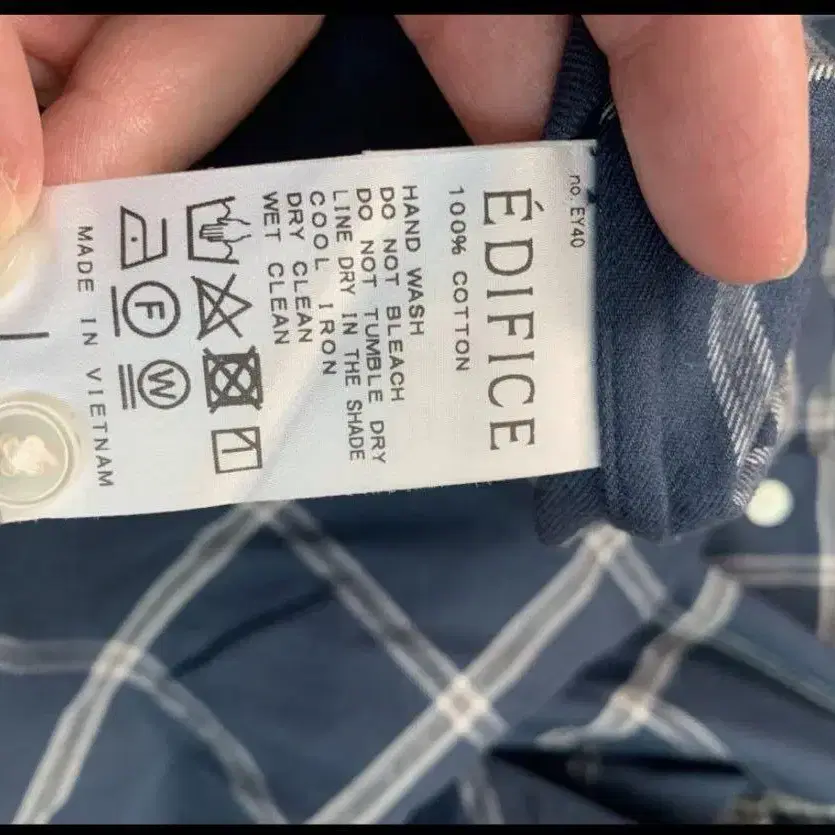 no. EY40
ÉDIFICE
100% COTTON
HAND WASH
DO NOT BLEACH
DO NOT TUMBLE DRY
LINE DRY IN THE SHADE
COOL IRON
DRY CLEAN
WET CLEAN
F W
MADE IN VIETNAM